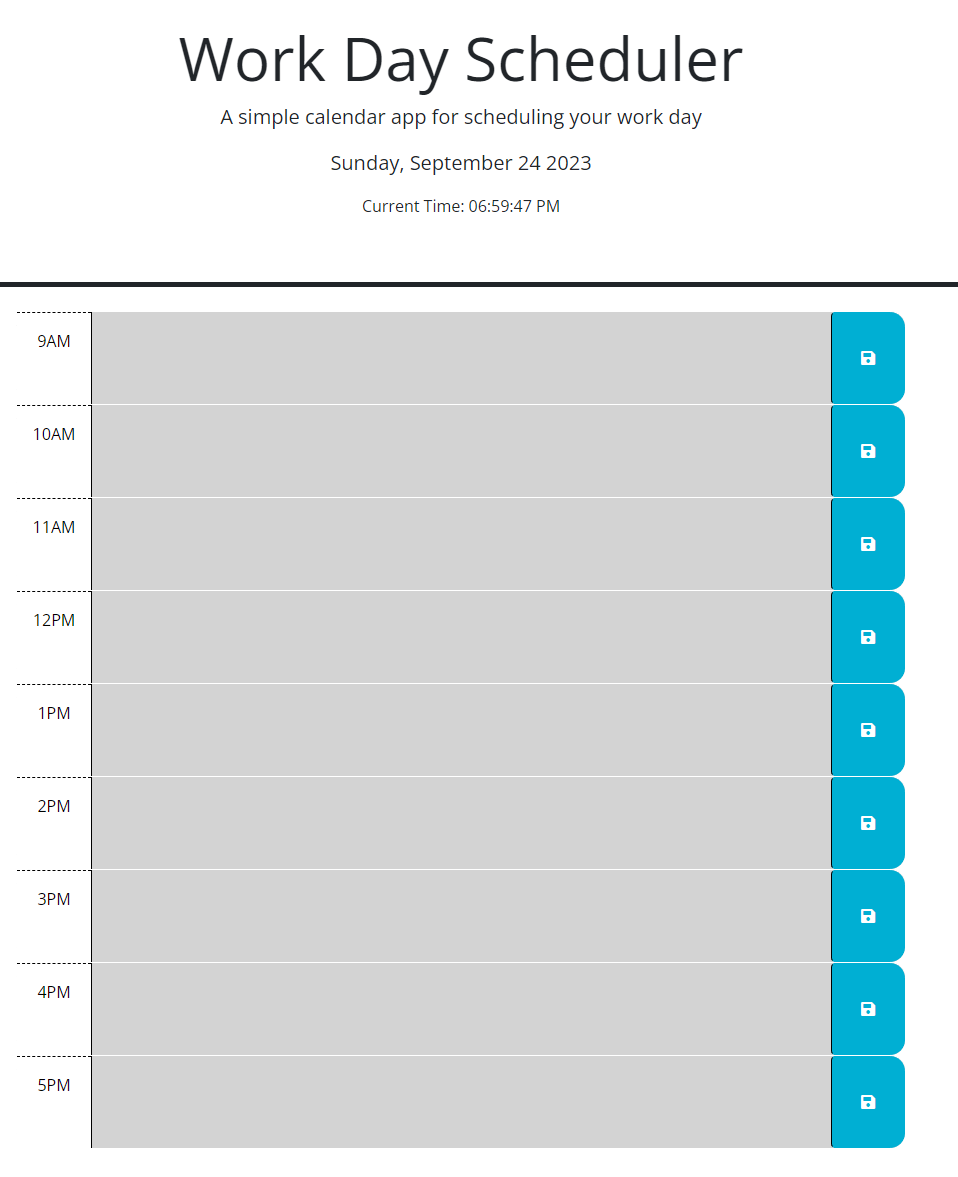 Work Day Scheduler
A simple calendar app for scheduling your work day
Sunday, September 24 2023
Current Time: 06:59:47 PM
9AM
10AM
11AM
12PM
1PM
2PM
3PM
4PM
5PM